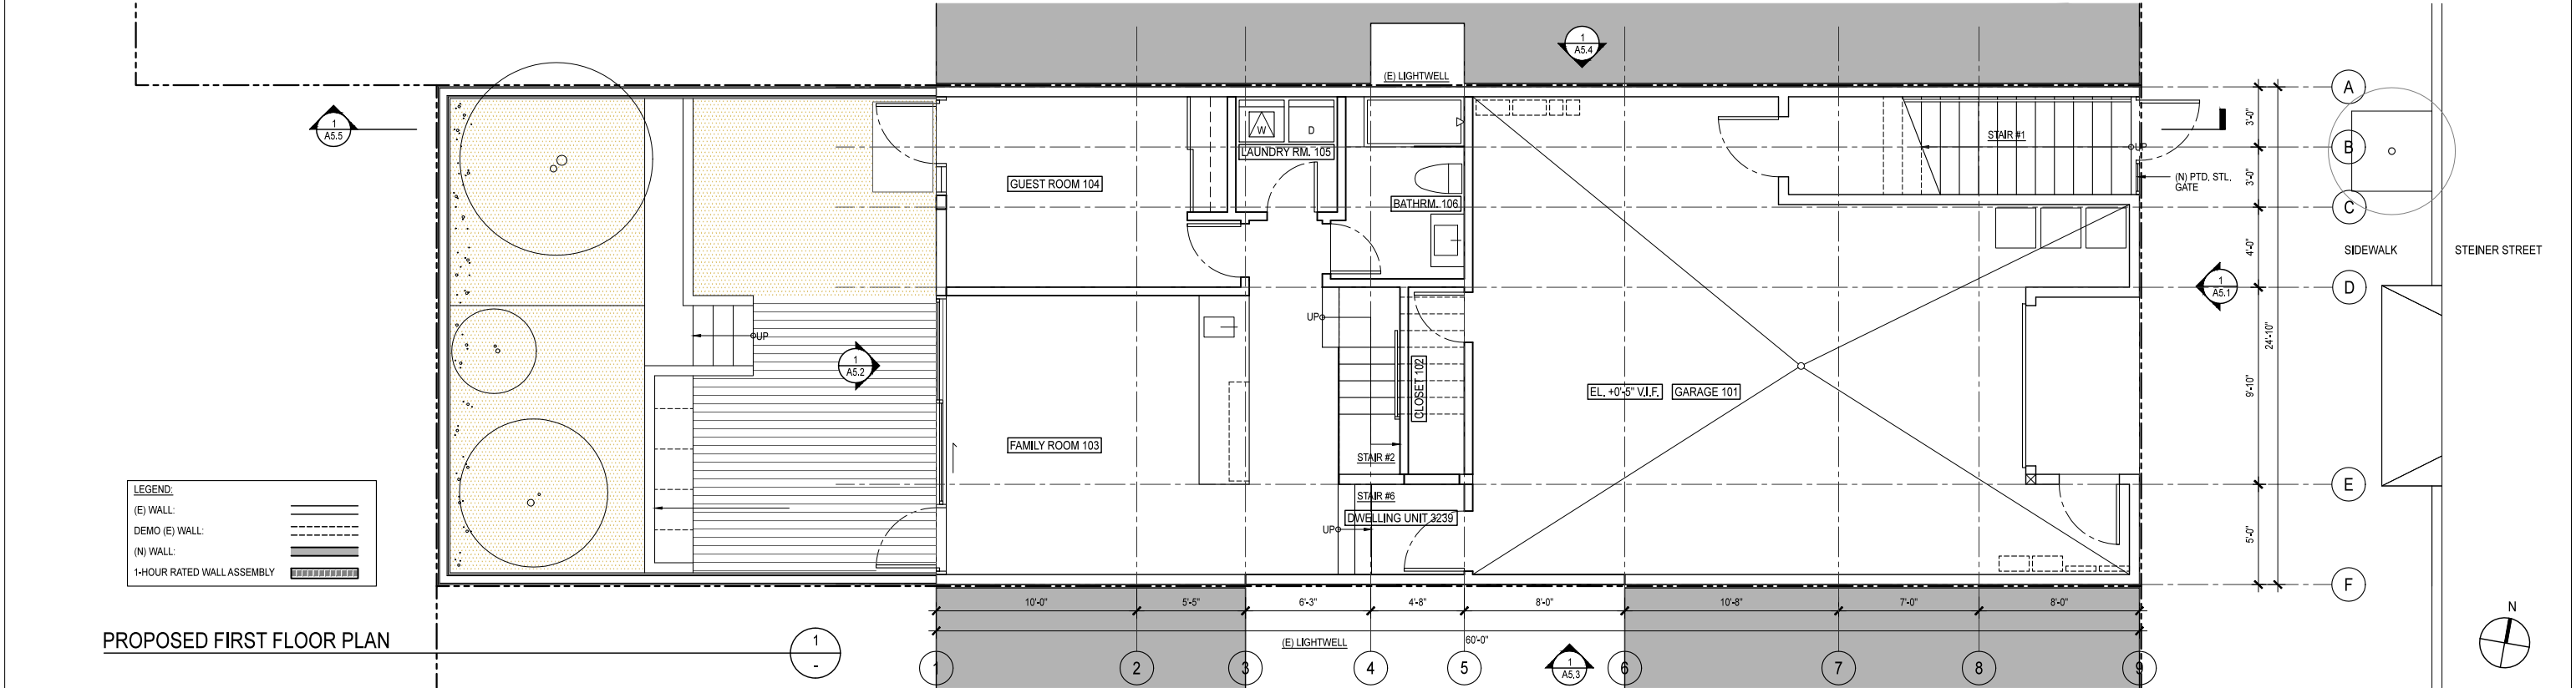 1
A5.4
(E) LIGHTWELL
A
1
A5.5
3'-0"
STAIR #1
W
D
LAUNDRY RM. 105
UP
B
GUEST ROOM 104
(N) PTD. STL.
GATE
3'-0"
BATHRM. 106
C
4'-0"
SIDEWALK
STEINER STREET
1
A5.1
D
UP
UP
24'-10"
1
A5.2
CLOSET 102
EL. +0'-5" V.I.F.
GARAGE 101
9'-10"
FAMILY ROOM 103
STAIR #2
E
LEGEND:
(E) WALL:
DEMO (E) WALL:
(N) WALL:
1-HOUR RATED WALL ASSEMBLY
STAIR #6
DWELLING UNIT 3239
UP
5'-0"
F
10'-0"
5'-5"
6'-3"
4'-8"
8'-0"
10'-8"
7'-0"
8'-0"
N
PROPOSED FIRST FLOOR PLAN
1
-
(E) LIGHTWELL
60'-0"
1
A5.3
1
2
3
4
5
6
7
8
9